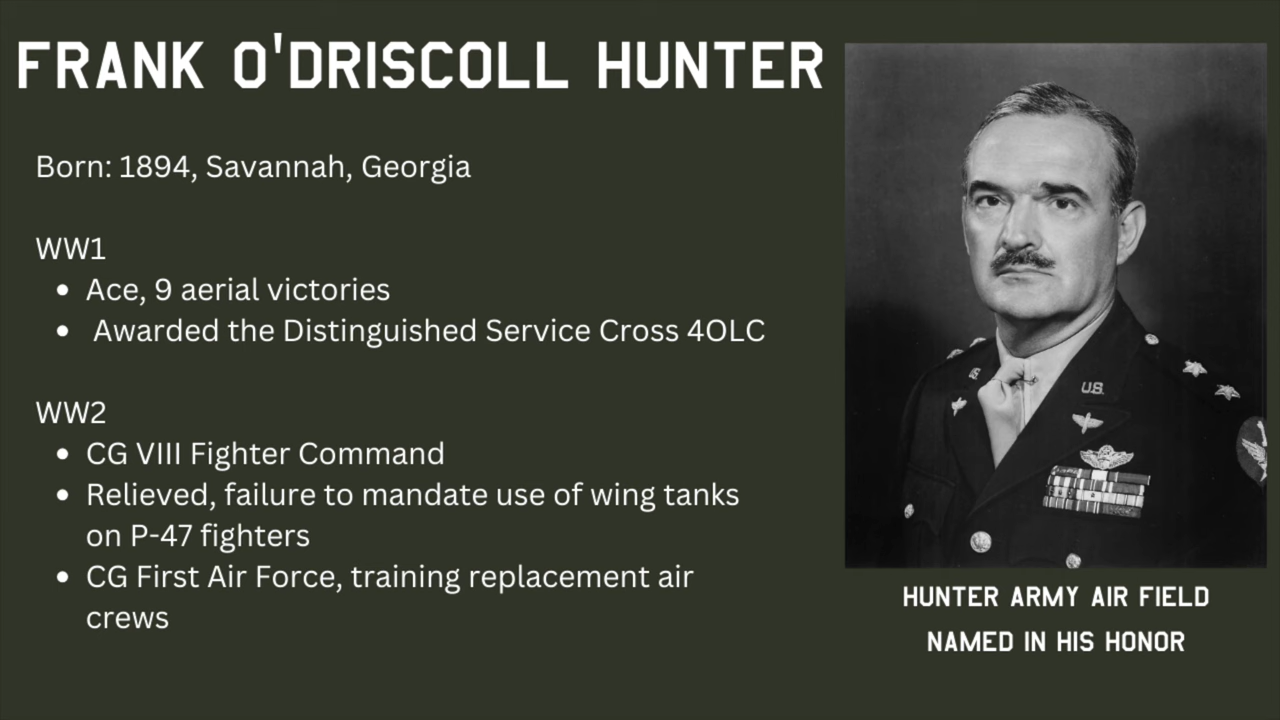 FRANK O'DRISCOLL HUNTER
Born: 1894, Savannah, Georgia
WW1
• Ace, 9 aerial victories
• Awarded the Distinguished Service Cross 4OLC
WW2
• CG VIII Fighter Command
• Relieved, failure to mandate use of wing tanks
on P-47 fighters
• CG First Air Force, training replacement air
crews
U.S.
HUNTER ARMY AIR FIELD
NAMED IN HIS HONOR